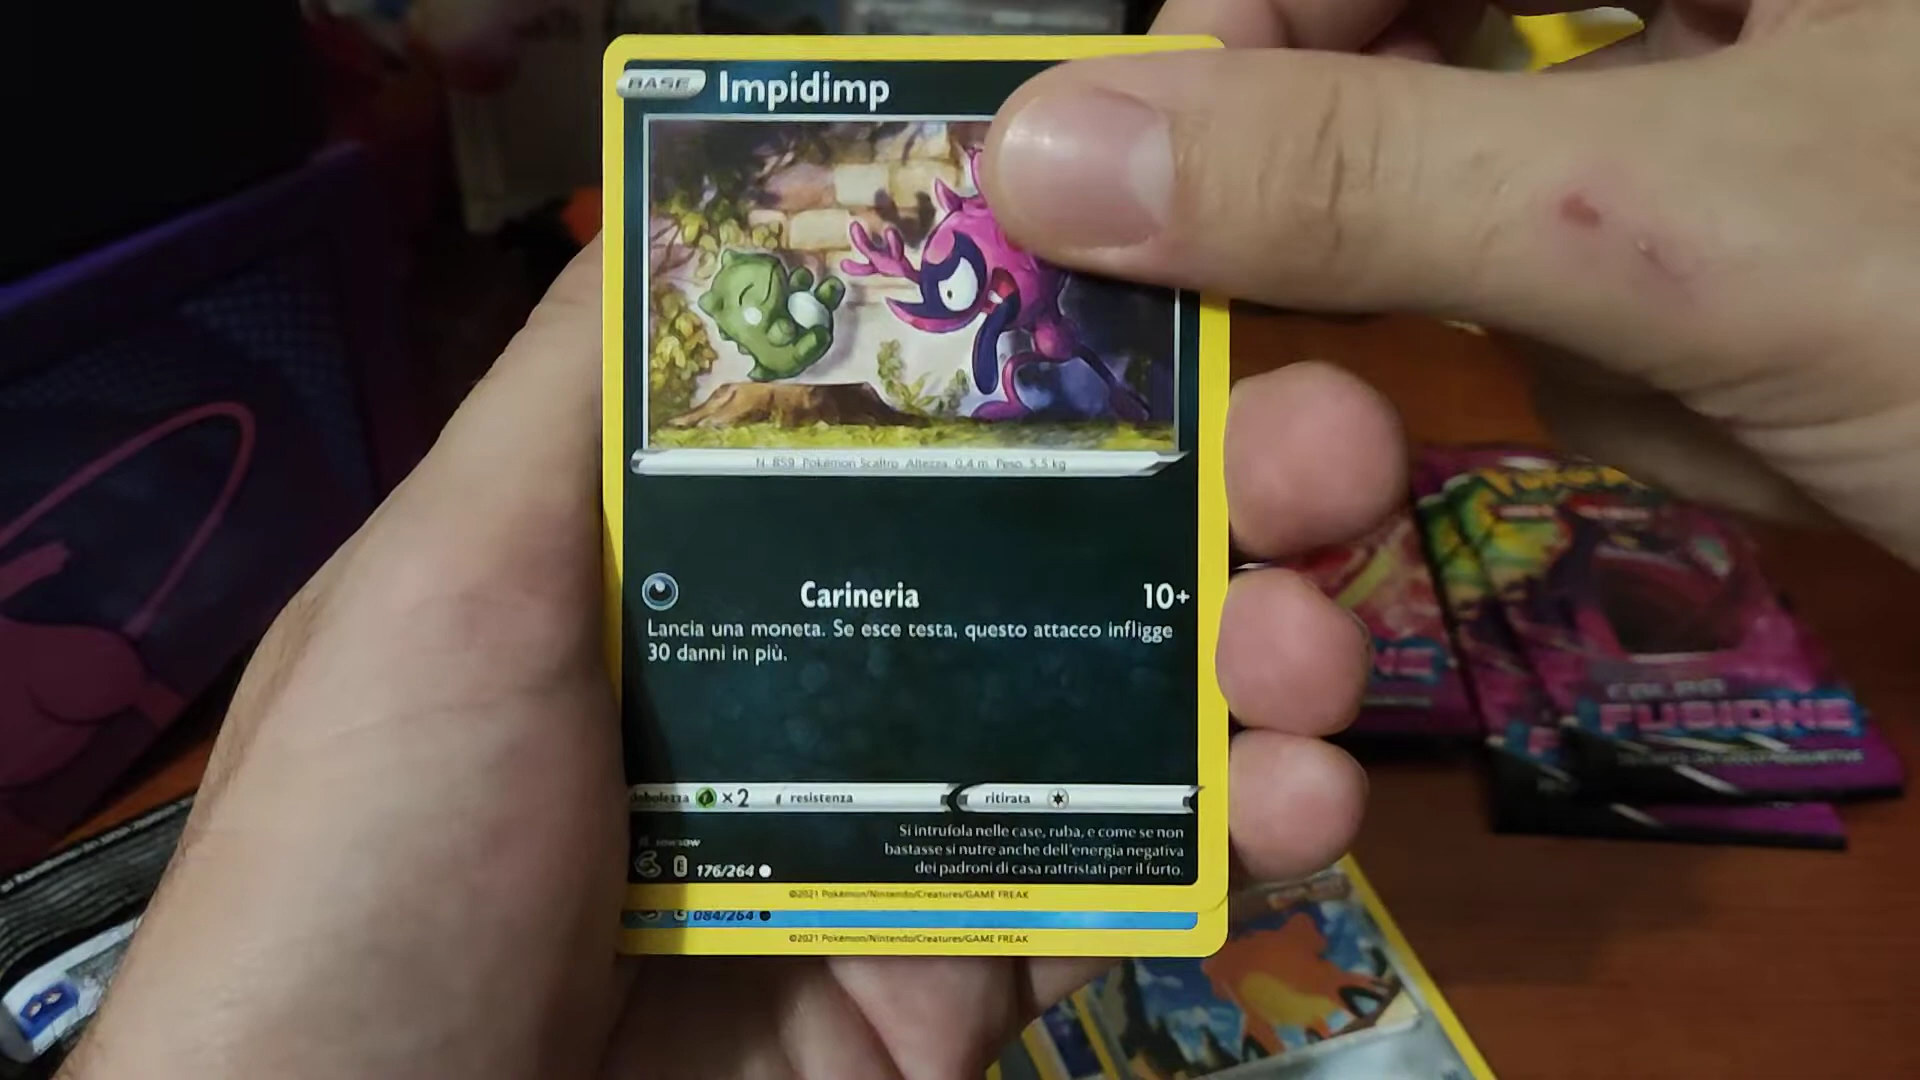 BASE Impidimp
N. 859 Pokémon Scaltro Altezza 0,4 m Peso 5,5 kg
Carineria 10+
Lancia una moneta. Se esce testa, questo attacco infligge
30 danni in più.
debolezza ×2 resistenza ritirata
Si intrufola nelle case, ruba, e come se non
bastasse si nutre anche dell'energia negativa
dei padroni di casa rattristati per il furto.
176/264
©2021 Pokémon/Nintendo/Creatures/GAME FREAK
084/264
©2021 Pokémon/Nintendo/Creatures/GAME FREAK
COLPO
FUSIONE